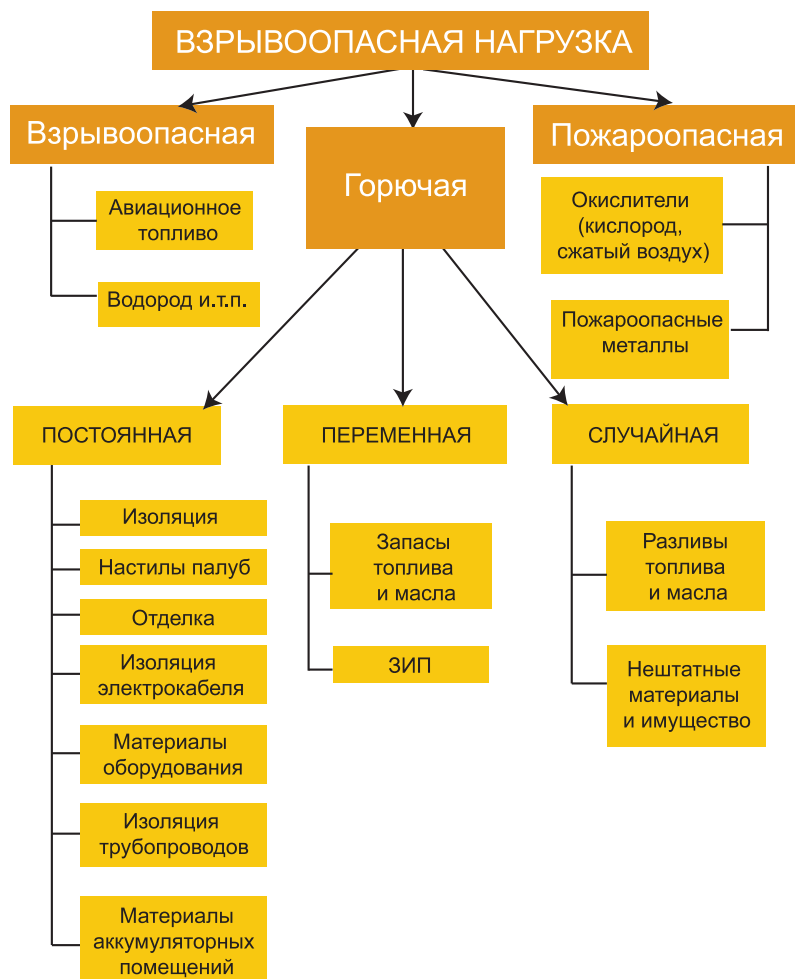 ВЗРЫВООПАСНАЯ НАГРУЗКА
Взрывоопасная
Горючая
Пожароопасная
Авиационное
топливо
Водород и.т.п.
Окислители
(кислород,
сжатый воздух)
Пожароопасные
металлы
ПОСТОЯННАЯ
ПЕРЕМЕННАЯ
СЛУЧАЙНАЯ
Изоляция
Настилы палуб
Отделка
Изоляция
электрокабеля
Материалы
оборудования
Изоляция
трубопроводов
Материалы
аккумуляторных
помещений
Запасы
топлива
и масла
ЗИП
Разливы
топлива
и масла
Нештатные
материалы
и имущество